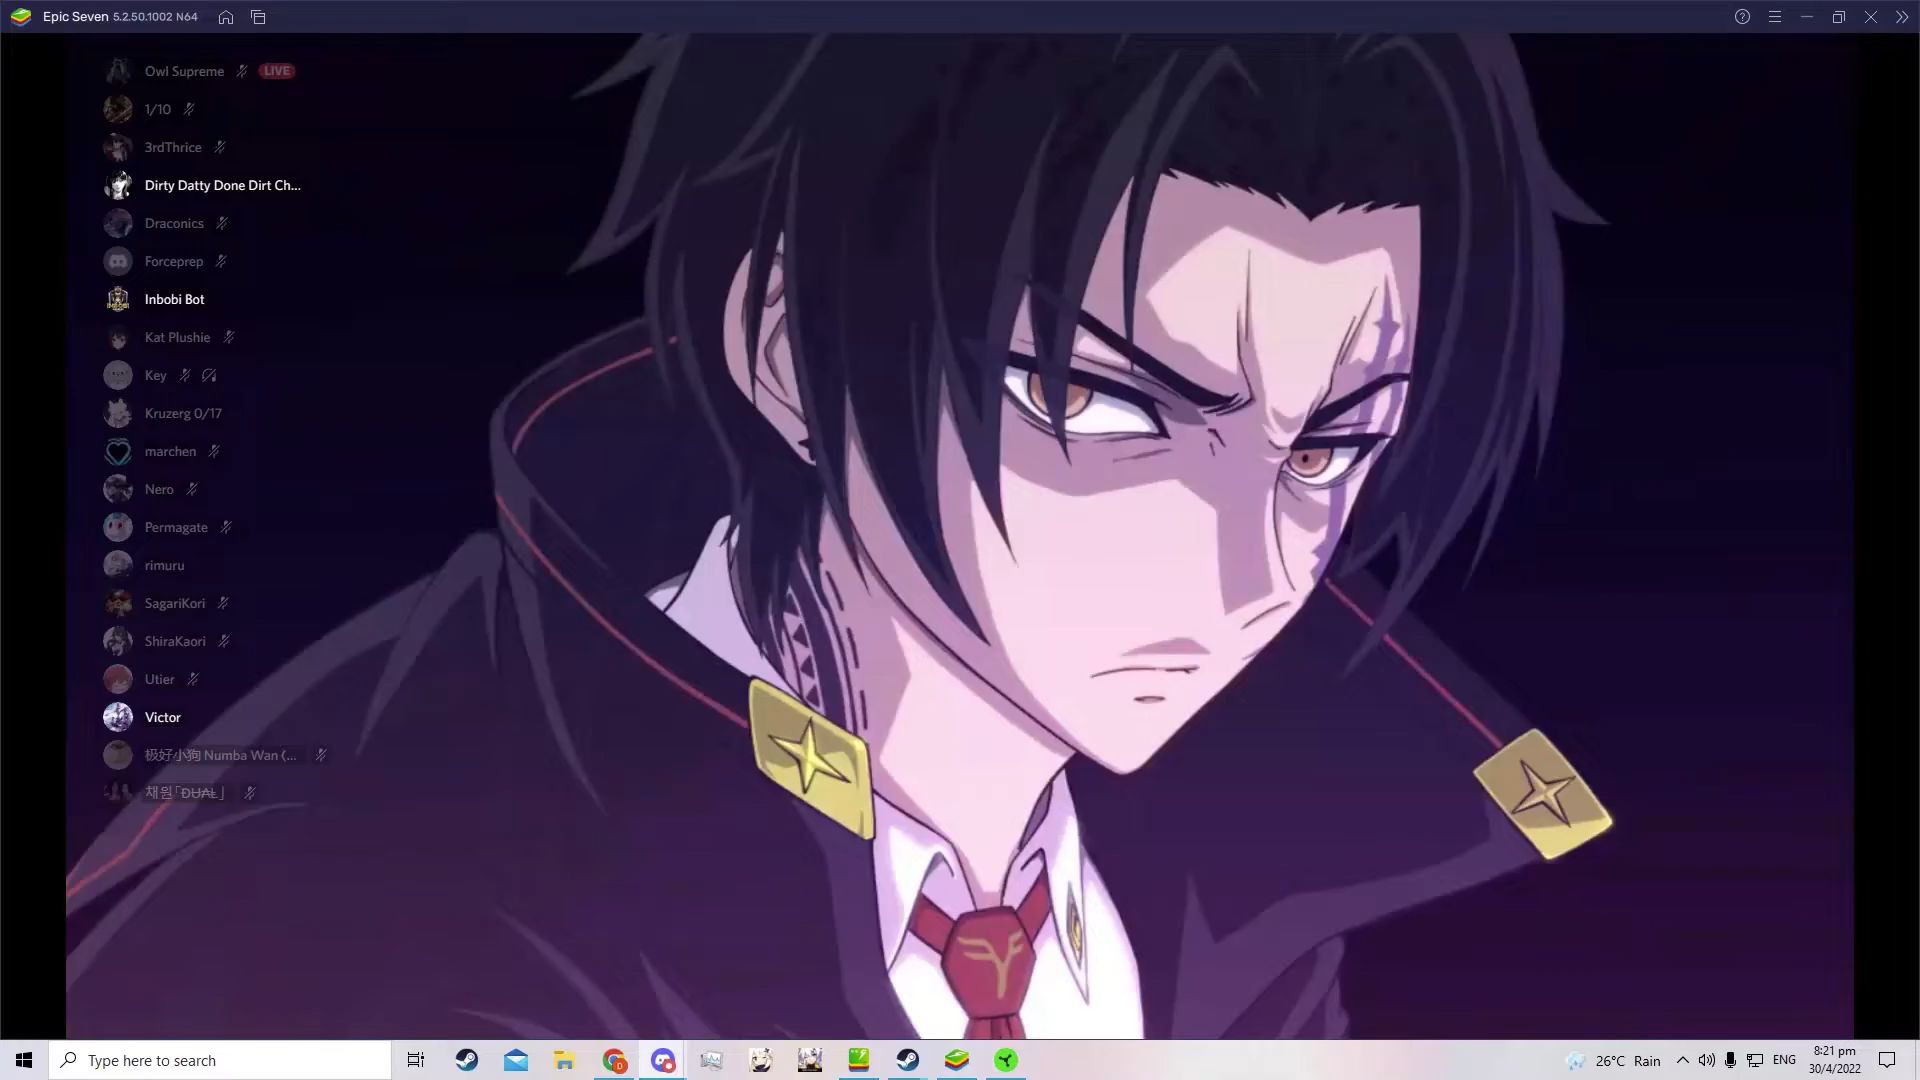 Epic Seven 5.2.50.1002 N64
Owl Supreme LIVE
1/10
3rdThrice
Dirty Datty Done Dirt Ch...
Draconics
Forceprep
Inbobi Bot
Kat Plushie
Key
Kruzerg 0/17
marchen
Nero
Permagate
rimuru
SagariKori
ShiraKaori
Utier
Victor
极好小狗 Numba Wan (...
채원「DUAL」
Type here to search
26°C Rain
ENG
8:21 pm
30/4/2022